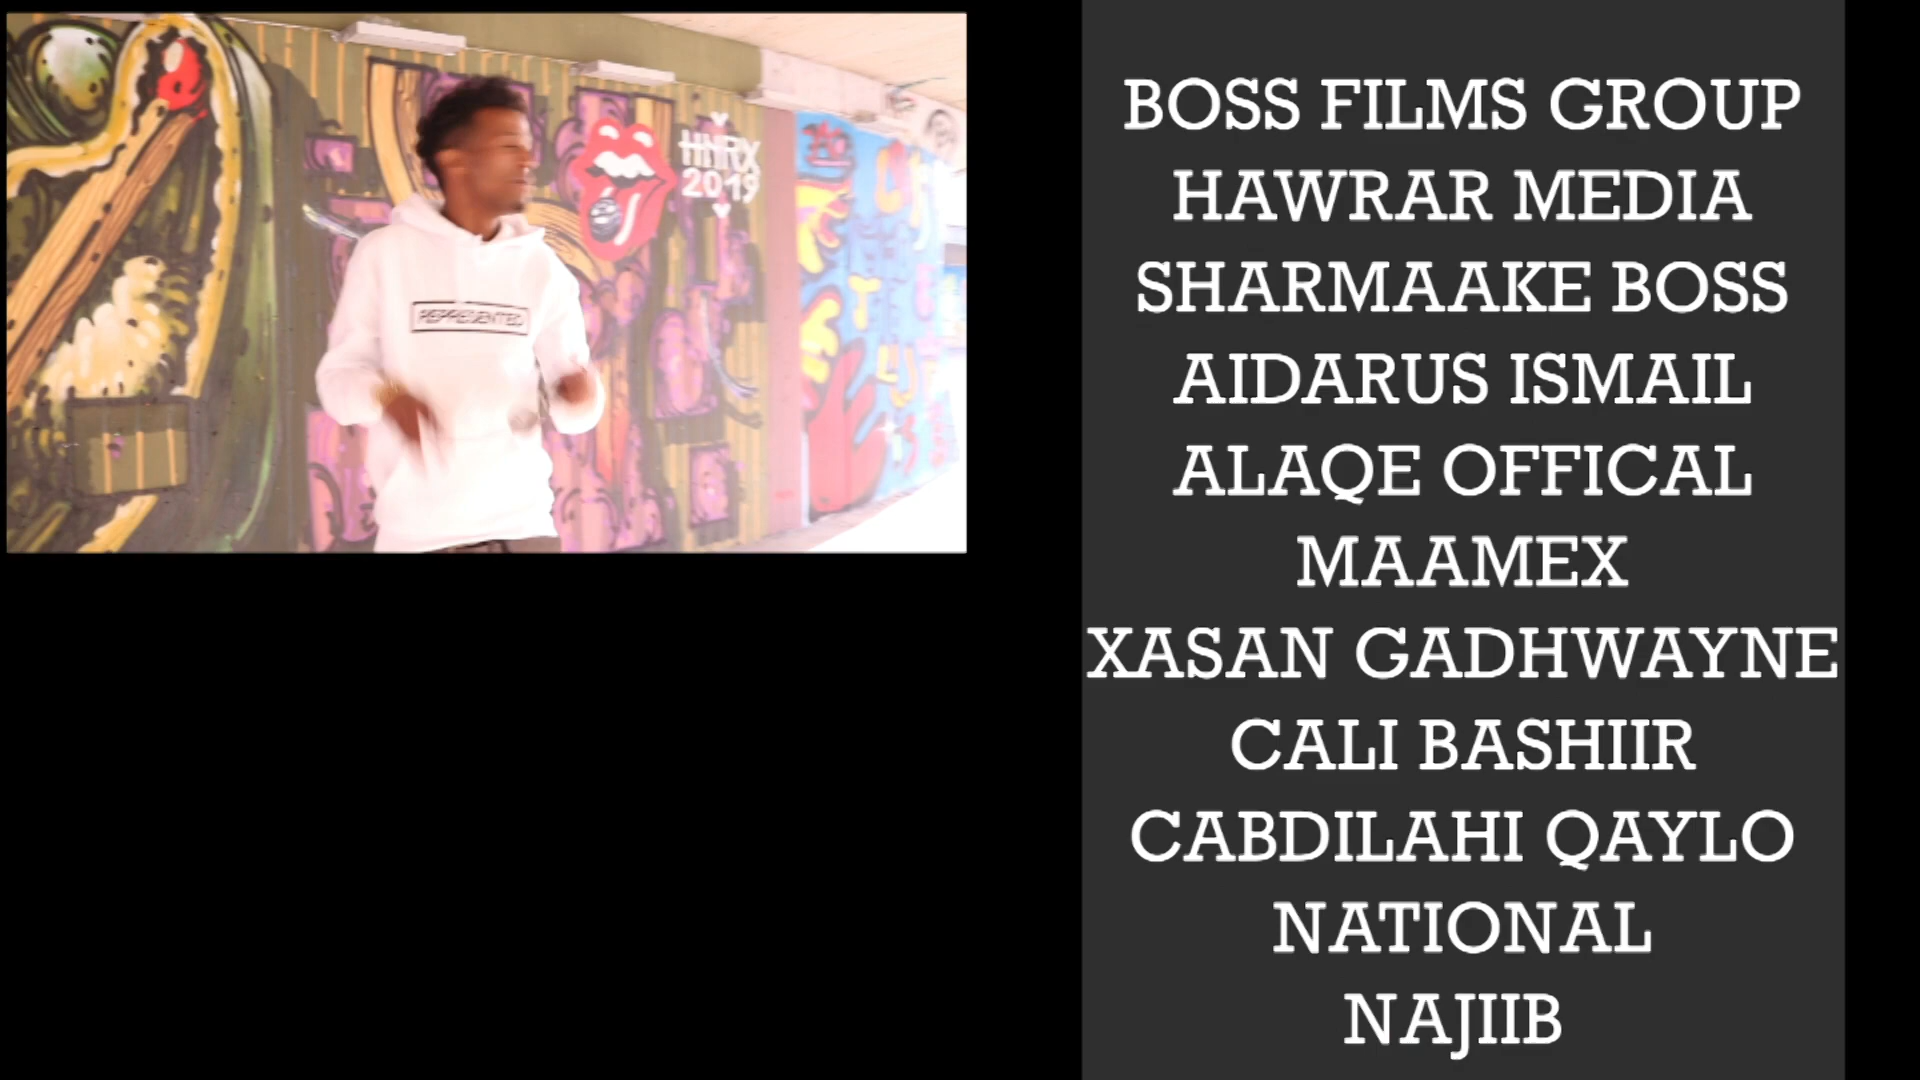 HNRX
2019
BOSS FILMS GROUP
HAWRAR MEDIA
SHARMAAKE BOSS
AIDARUS ISMAIL
ALAQE OFFICAL
MAAMEX
XASAN GADHWAYNE
CALI BASHIIR
CABDILAHI QAYLO
NATIONAL
NAJIIB